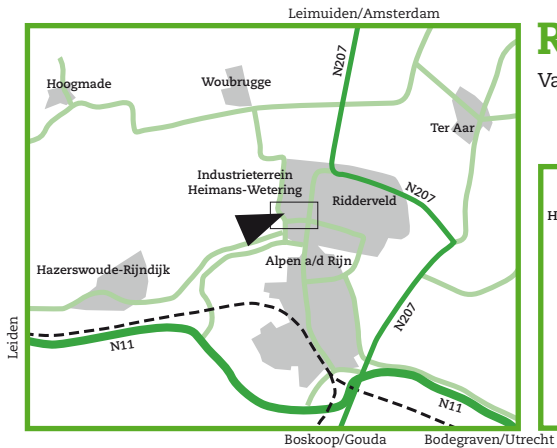 Leimuiden/Amsterdam
R
Va
N207
Hoogmade
Woubrugge
Ter Aar
Industrieterrein
Heimans-Wetering
Ridderveld
N207
H
Alpen a/d Rijn
Hazerswoude-Rijndijk
N207
Leiden
N11
N11
Boskoop/Gouda
Bodegraven/Utrecht